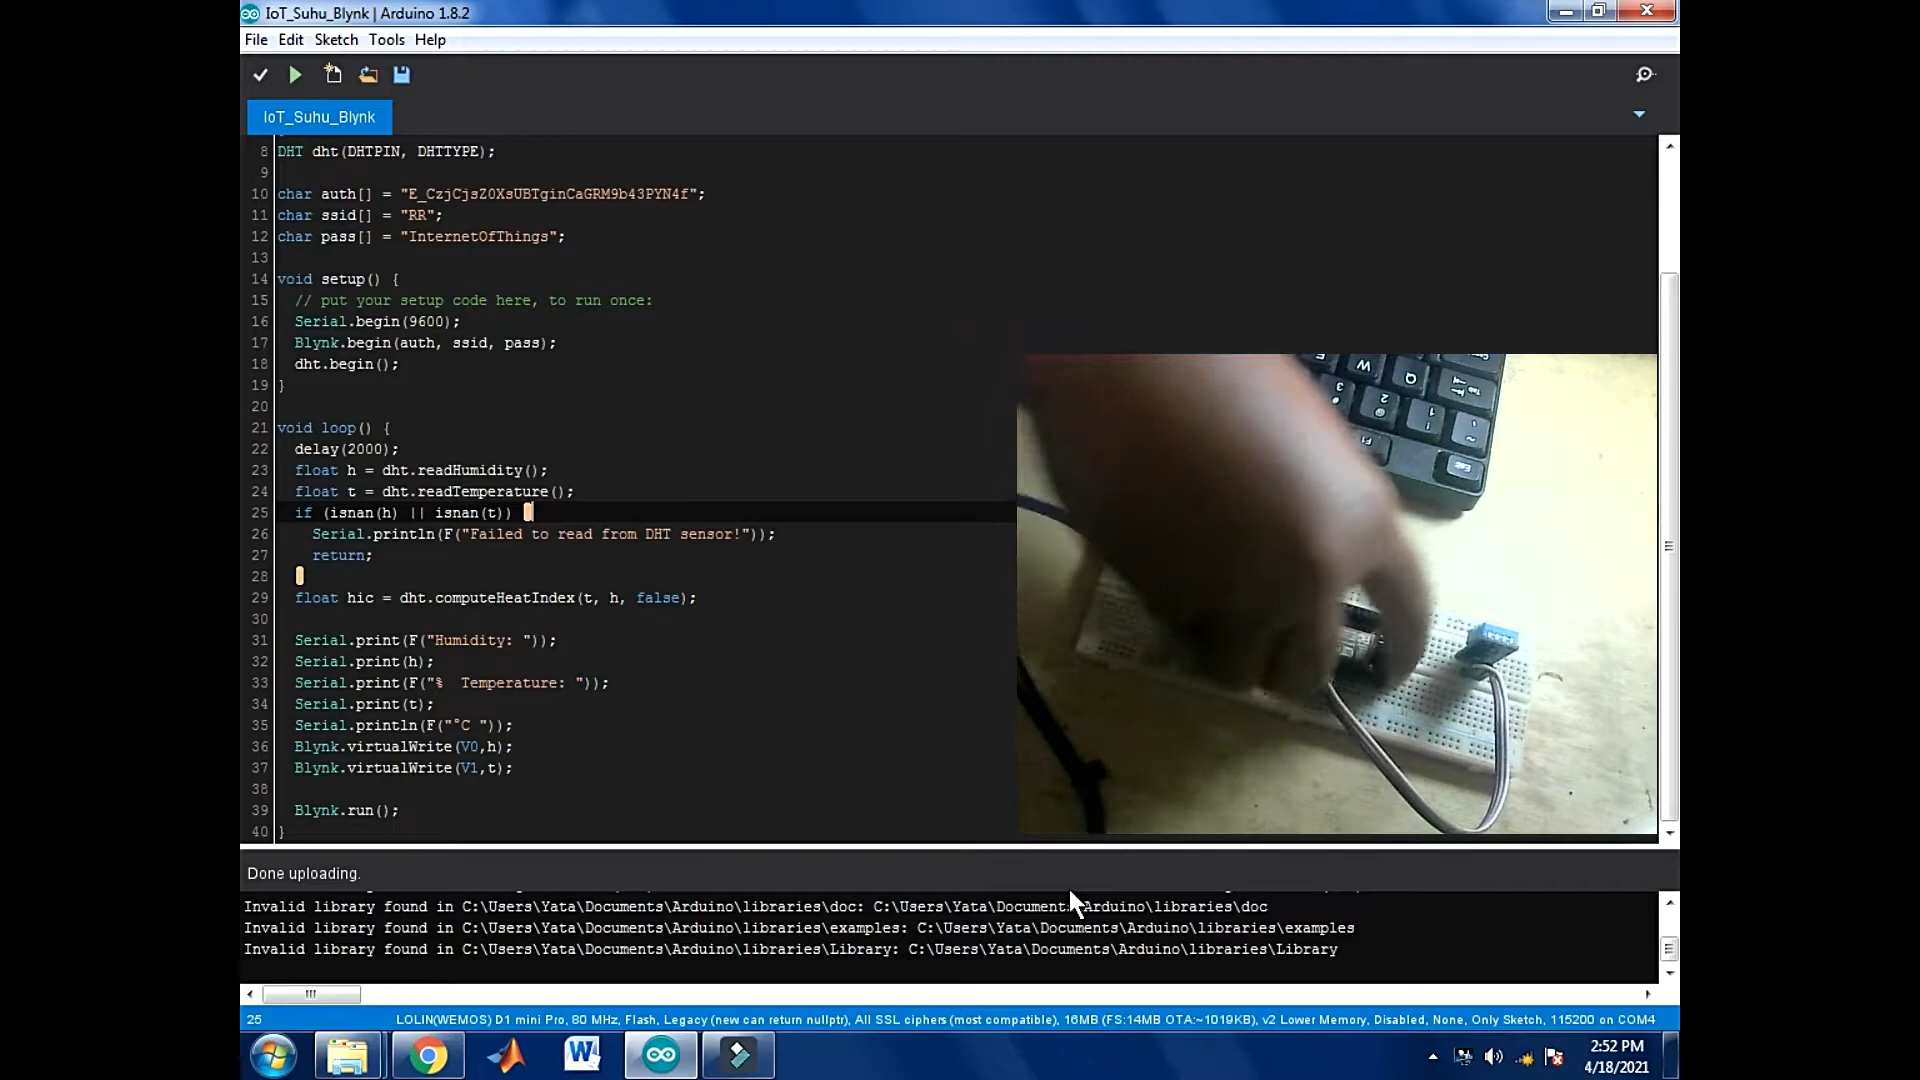 IoT_Suhu_Blynk | Arduino 1.8.2
File Edit Sketch Tools Help
IoT_Suhu_Blynk
8 DHT dht(DHTPIN, DHTTYPE);
9
10 char auth[] = "E_CzjCjsZ0XsUBTginCaGRM9b43PYN4f";
11 char ssid[] = "RR";
12 char pass[] = "InternetOfThings";
13
14 void setup() {
15 // put your setup code here, to run once:
16 Serial.begin(9600);
17 Blynk.begin(auth, ssid, pass);
18 dht.begin();
19 }
20
21 void loop() {
22 delay(2000);
23 float h = dht.readHumidity();
24 float t = dht.readTemperature();
25 if (isnan(h) || isnan(t))
26 Serial.println(F("Failed to read from DHT sensor!"));
27 return;
28
29 float hic = dht.computeHeatIndex(t, h, false);
30
31 Serial.print(F("Humidity: "));
32 Serial.print(h);
33 Serial.print(F("%  Temperature: "));
34 Serial.print(t);
35 Serial.println(F("°C "));
36 Blynk.virtualWrite(V0,h);
37 Blynk.virtualWrite(V1,t);
38
39 Blynk.run();
40 }
W Q Esc
3 2 1 ~
@ ! F1
Done uploading.
Invalid library found in C:\Users\Yata\Documents\Arduino\libraries\doc: C:\Users\Yata\Documents\Arduino\libraries\doc
Invalid library found in C:\Users\Yata\Documents\Arduino\libraries\examples: C:\Users\Yata\Documents\Arduino\libraries\examples
Invalid library found in C:\Users\Yata\Documents\Arduino\libraries\Library: C:\Users\Yata\Documents\Arduino\libraries\Library
25 LOLIN(WEMOS) D1 mini Pro, 80 MHz, Flash, Legacy (new can return nullptr), All SSL ciphers (most compatible), 16MB (FS:14MB OTA:~1019KB), v2 Lower Memory, Disabled, None, Only Sketch, 115200 on COM4
W
2:52 PM
4/18/2021